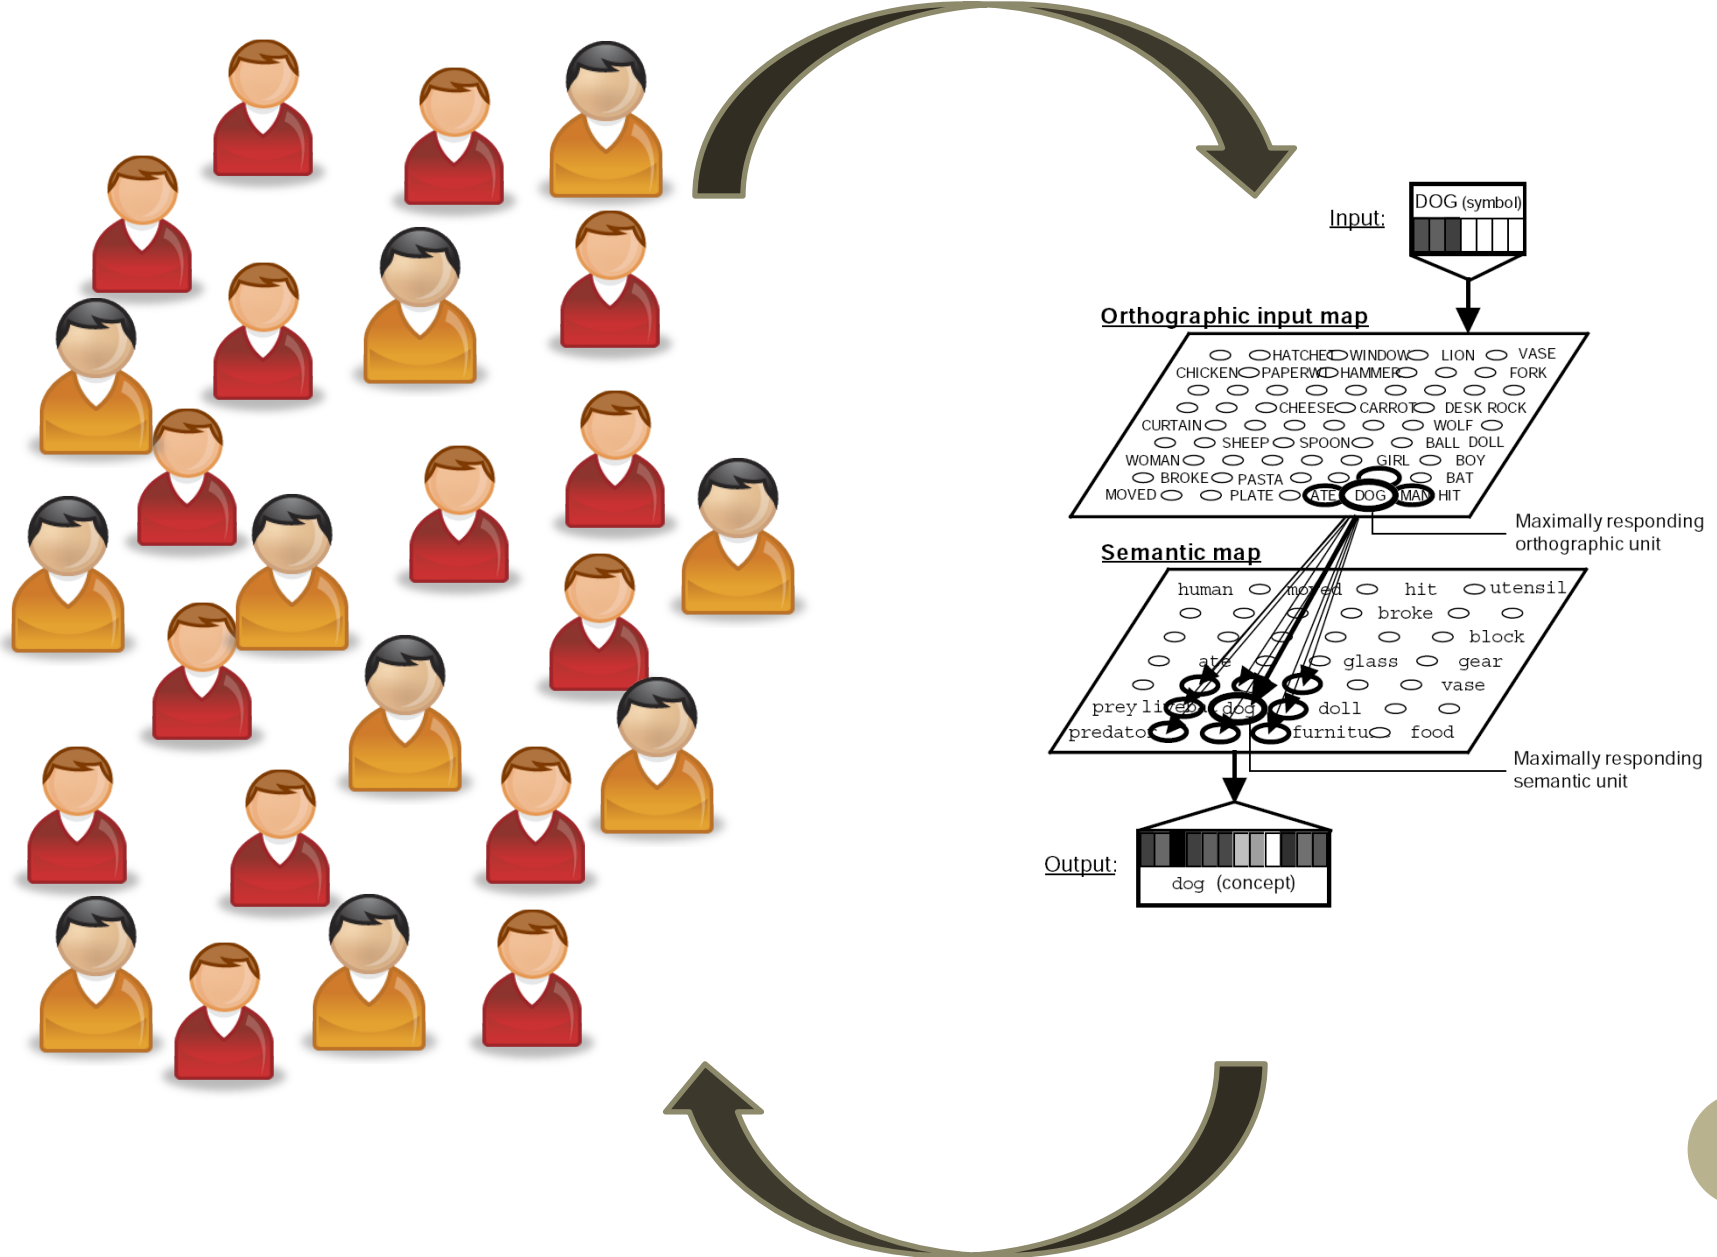 Input:
DOG (symbol)
Orthographic input map
HATCHET WINDOW LION VASE
CHICKEN PAPERWT HAMMER FORK
CHEESE CARROT DESK ROCK
CURTAIN WOLF
SHEEP SPOON BALL DOLL
WOMAN GIRL BOY
BROKE PASTA BAT
MOVED PLATE ATE DOG MAN HIT
Maximally responding
orthographic unit
Semantic map
human moved hit utensil
broke
block
ate glass gear
vase
prey dog doll
predator furnitu food
Maximally responding
semantic unit
Output:
dog (concept)